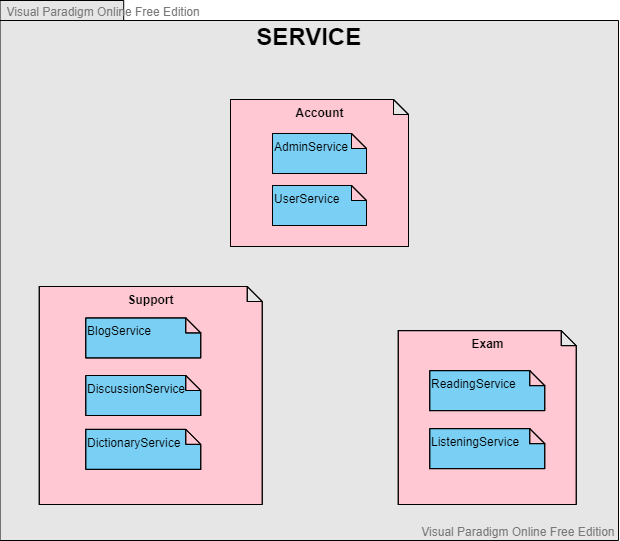 Visual Paradigm Online Free Edition
SERVICE
Account
AdminService
UserService
Support
BlogService
DiscussionService
DictionaryService
Exam
ReadingService
ListeningService
Visual Paradigm Online Free Edition